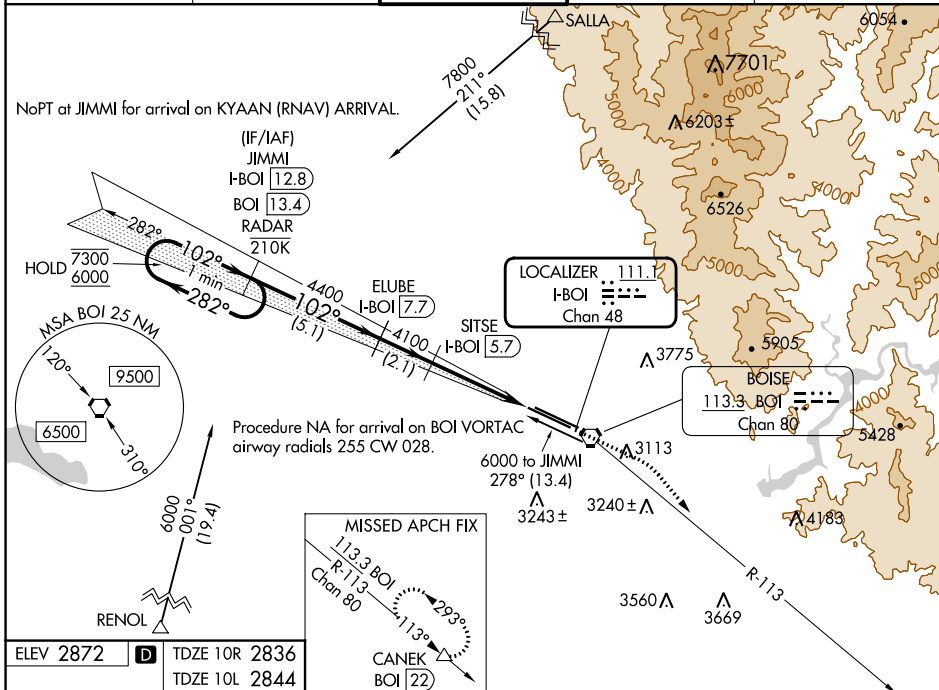 SALLA
6054
7701
6000
6203±
7800
211°
(15.8)
NoPT at JIMMI for arrival on KYAAN (RNAV) ARRIVAL.
(IF/IAF)
JIMMI
I-BOI 12.8
BOI 13.4
RADAR
210K
4000
4000
6526
5000
5000
282°
102°
1 min
282°
HOLD 7300
6000
4400
102°
(5.1)
ELUBE
I-BOI 7.7
4100
(2.1)
SITSE
I-BOI 5.7
LOCALIZER 111.1
I-BOI
Chan 48
3775
5905
BOISE
113.3 BOI
Chan 80
4000
5428
MSA BOI 25 NM
120°
9500
6500
310°
Procedure NA for arrival on BOI VORTAC
airway radials 255 CW 028.
6000 to JIMMI
278° (13.4)
3113
3243±
3240±
4183
6000
001°
(19.4)
RENOL
MISSED APCH FIX
113.3 BOI
R-113
Chan 80
293°
113°
CANEK
BOI 22
3560
3669
R-113
ELEV 2872
D
TDZE 10R 2836
TDZE 10L 2844